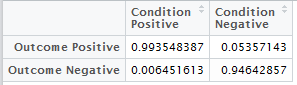 Condition Positive Condition Negative
Outcome Positive 0.993548387 0.05357143
Outcome Negative 0.006451613 0.94642857